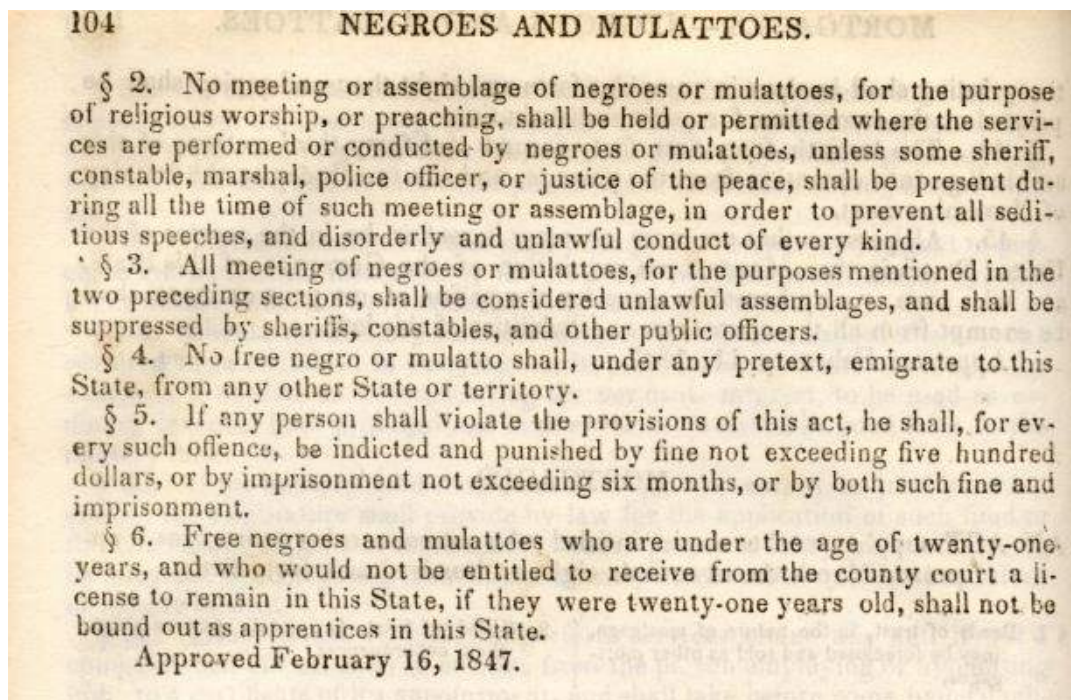 104 NEGROES AND MULATTOES.
§ 2. No meeting or assemblage of negroes or mulattoes, for the purpose
of religious worship, or preaching, shall be held or permitted where the servi-
ces are performed or conducted by negroes or mulattoes, unless some sheriff,
constable, marshal, police officer, or justice of the peace, shall be present du-
ring all the time of such meeting or assemblage, in order to prevent all sedi-
tious speeches, and disorderly and unlawful conduct of every kind.
§ 3. All meeting of negroes or mulattoes, for the purposes mentioned in the
two preceding sections, shall be considered unlawful assemblages, and shall be
suppressed by sheriffs, constables, and other public officers.
§ 4. No free negro or mulatto shall, under any pretext, emigrate to this
State, from any other State or territory.
§ 5. If any person shall violate the provisions of this act, he shall, for ev-
ery such offence, be indicted and punished by fine not exceeding five hundred
dollars, or by imprisonment not exceeding six months, or by both such fine and
imprisonment.
§ 6. Free negroes and mulattoes who are under the age of twenty-one
years, and who would not be entitled to receive from the county court a li-
cense to remain in this State, if they were twenty-one years old, shall not be
bound out as apprentices in this State.
Approved February 16, 1847.